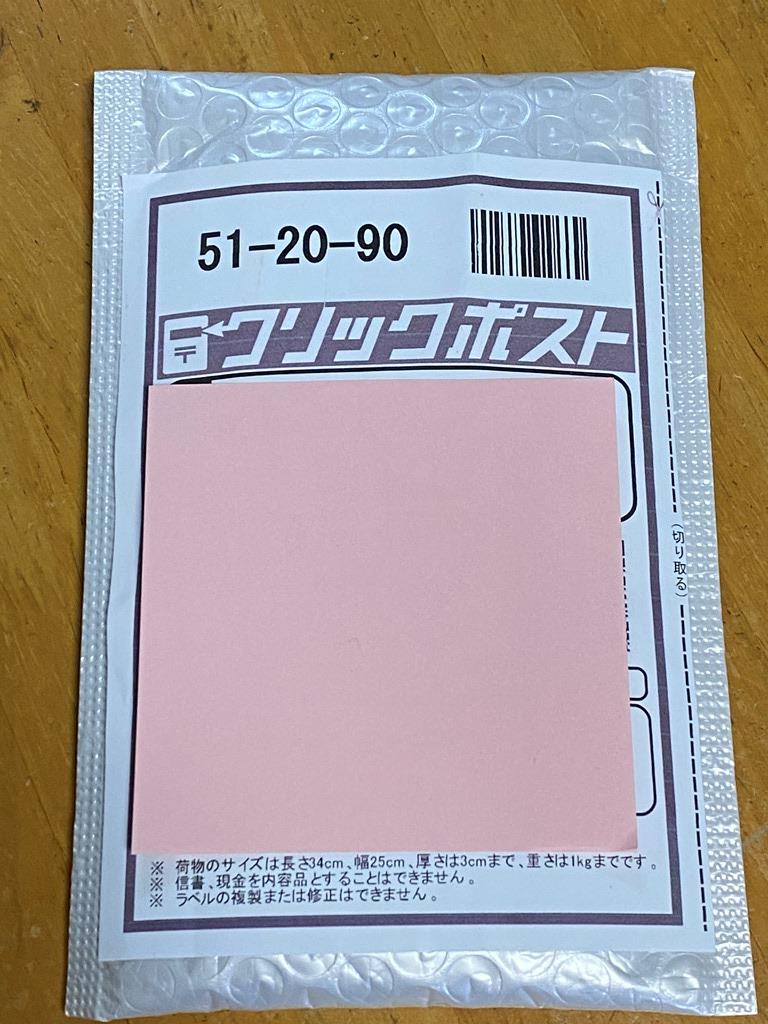 51-20-90
クリックポスト
(切り取る)
※ 荷物のサイズは長さ34cm、幅25cm、厚さは3cmまで、重さは1kgまでです。
※ 信書、現金を内容品とすることはできません。
※ ラベルの複製または修正はできません。